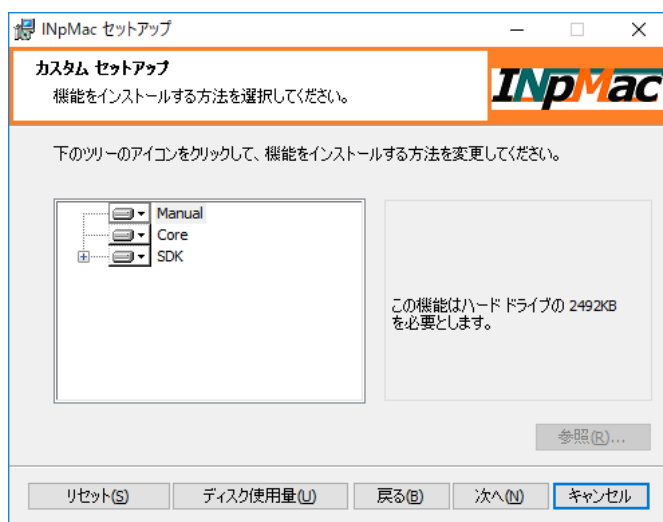 INpMac セットアップ
カスタム セットアップ
機能をインストールする方法を選択してください。
INpMac
下のツリーのアイコンをクリックして、機能をインストールする方法を変更してください。
Manual
Core
SDK
この機能はハード ドライブの 2492KB
を必要とします。
参照(R)...
リセット(S)
ディスク使用量(U)
戻る(B)
次へ(N)
キャンセル